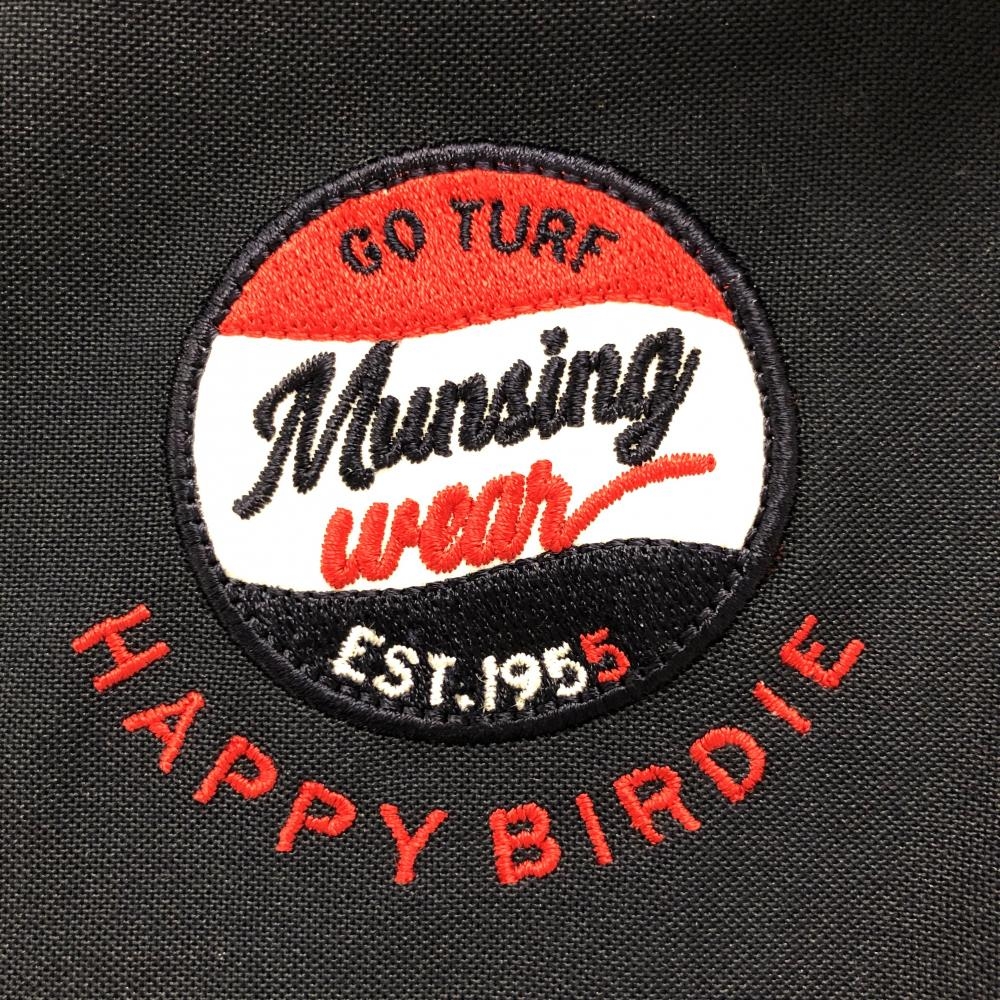 GO TURF
Munsing
wear
EST.1955
HAPPY BIRDIE